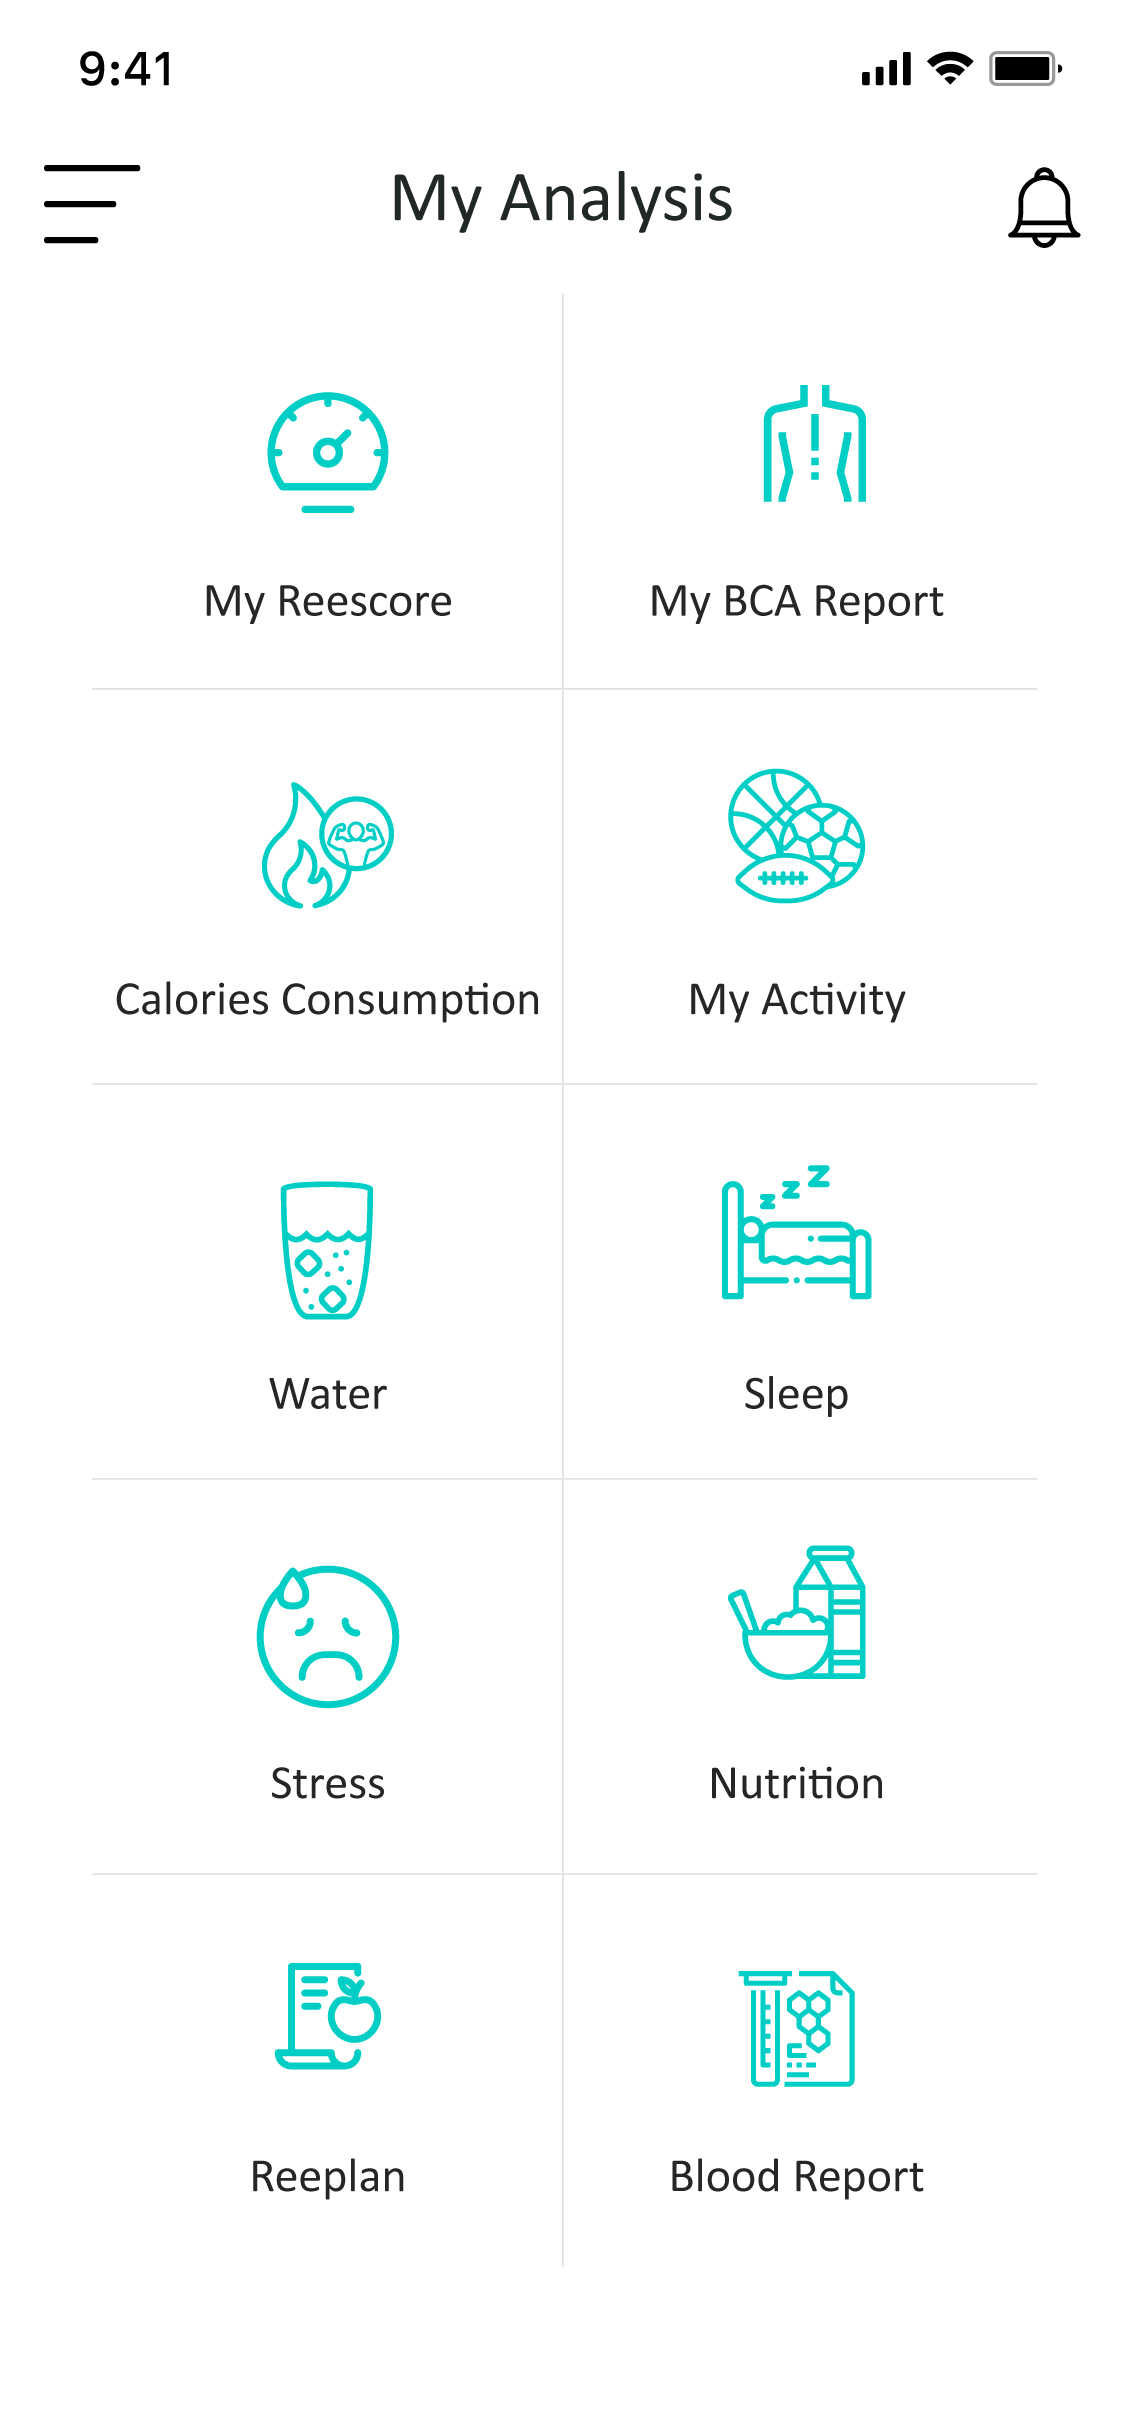 9:41
My Analysis
My Reescore
My BCA Report
Calories Consumption
My Activity
Water
Sleep
Stress
Nutrition
Reeplan
Blood Report